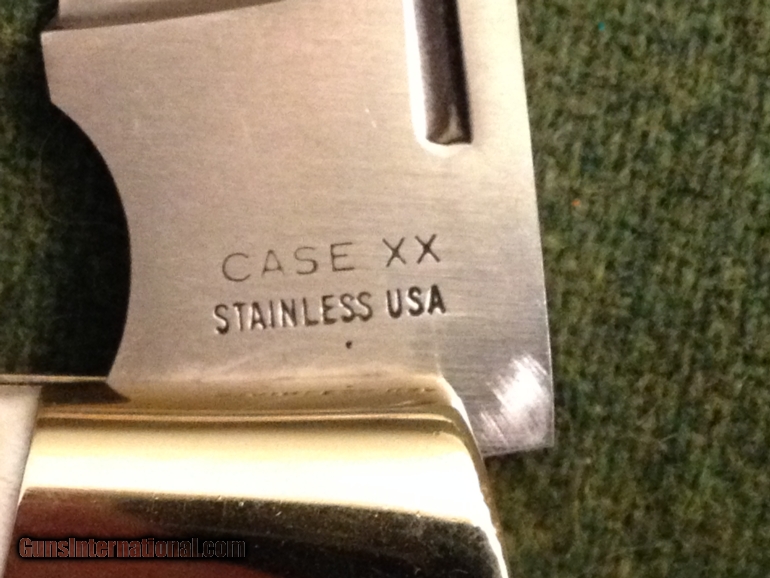 CASE XX
STAINLESS USA
GunsInternational.com